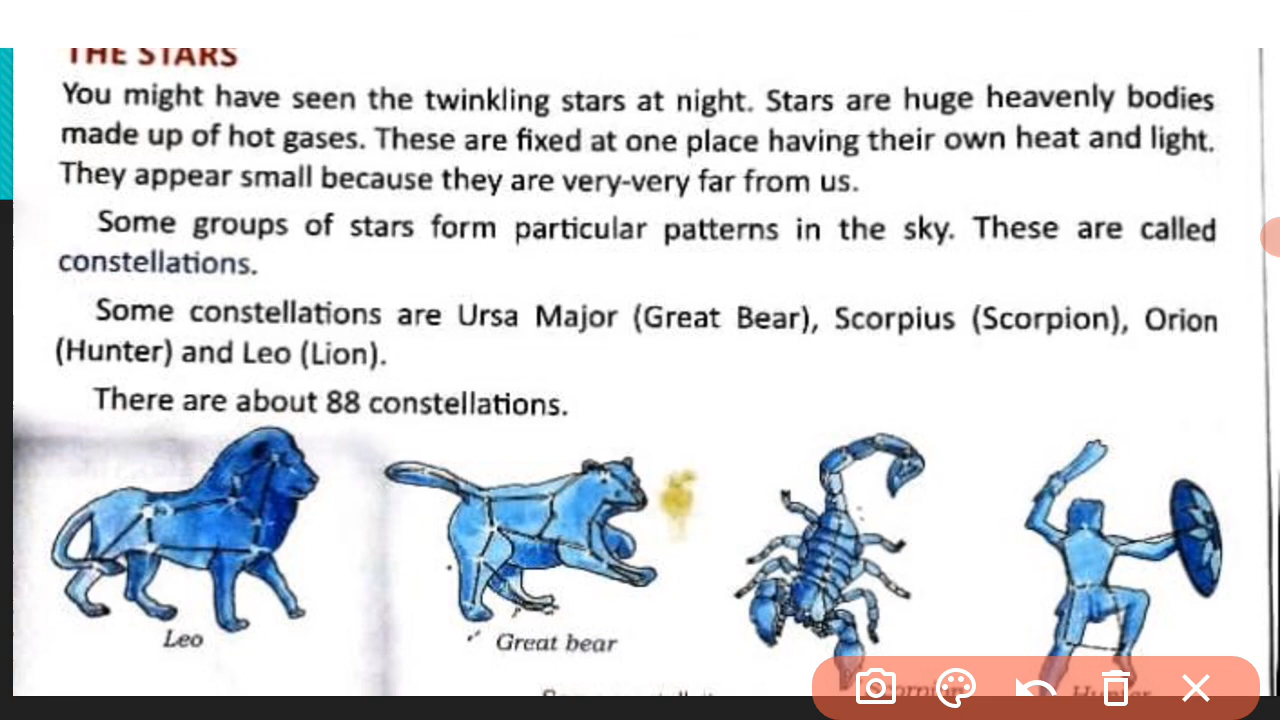 THE STARS
You might have seen the twinkling stars at night. Stars are huge heavenly bodies
made up of hot gases. These are fixed at one place having their own heat and light.
They appear small because they are very-very far from us.
Some groups of stars form particular patterns in the sky. These are called
constellations.
Some constellations are Ursa Major (Great Bear), Scorpius (Scorpion), Orion
(Hunter) and Leo (Lion).
There are about 88 constellations.
Leo
Great bear
Hunter